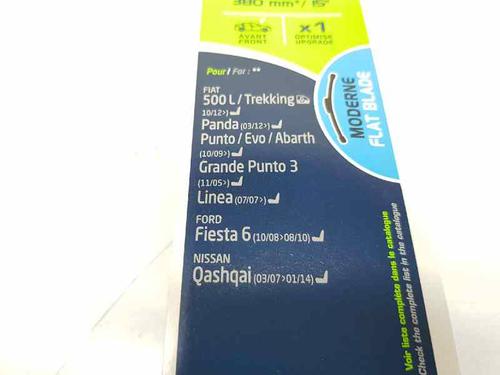 380 mm*/ 15"
AVANT
FRONT
x 1
OPTIMISE
UPGRADE
Pour / For : **
FIAT
500 L / Trekking
(10/12>)
Panda (03/12>)
Punto / Evo / Abarth
(10/09>)
Grande Punto 3
(11/05>)
Linea (07/07>)
FORD
Fiesta 6 (10/08>08/10)
NISSAN
Qashqai (03/07>01/14)
MODERNE
FLAT BLADE
Voir liste complète dans le catalogue
Check the complete list in the catalogue